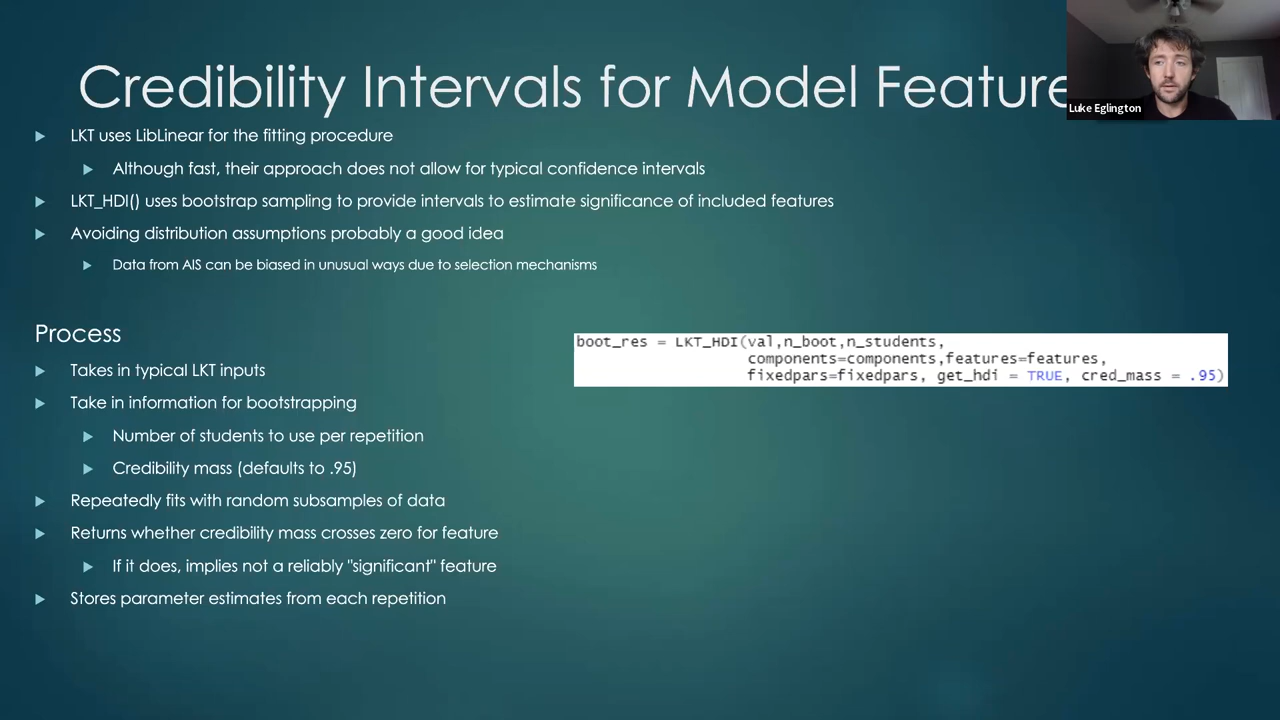 Credibility Intervals for Model Feature
Luke Eglington
LKT uses LibLinear for the fitting procedure
Although fast, their approach does not allow for typical confidence intervals
LKT_HDI() uses bootstrap sampling to provide intervals to estimate significance of included features
Avoiding distribution assumptions probably a good idea
Data from AIS can be biased in unusual ways due to selection mechanisms
Process
Takes in typical LKT inputs
Take in information for bootstrapping
Number of students to use per repetition
Credibility mass (defaults to .95)
Repeatedly fits with random subsamples of data
Returns whether credibility mass crosses zero for feature
If it does, implies not a reliably "significant" feature
Stores parameter estimates from each repetition
boot_res = LKT_HDI(val,n_boot,n_students,
components=components,features=features,
fixedpars=fixedpars, get_hdi = TRUE, cred_mass = .95)